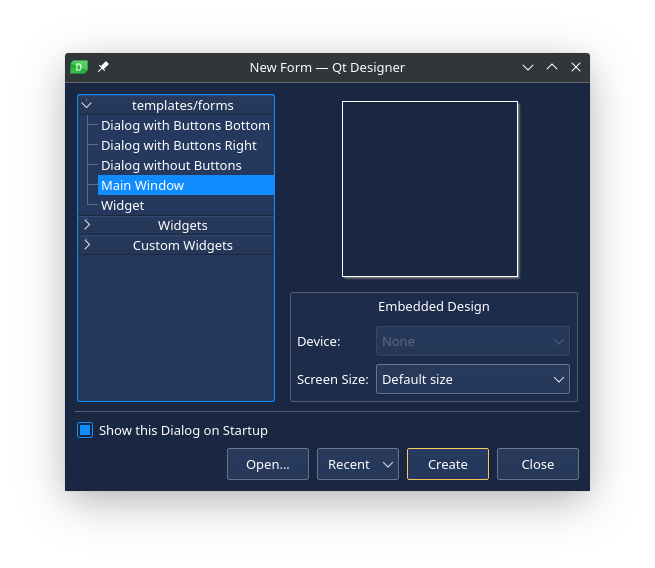 New Form — Qt Designer
templates/forms
Dialog with Buttons Bottom
Dialog with Buttons Right
Dialog without Buttons
Main Window
Widget
Widgets
Custom Widgets
Embedded Design
Device: None
Screen Size: Default size
Show this Dialog on Startup
Open... Recent Create Close